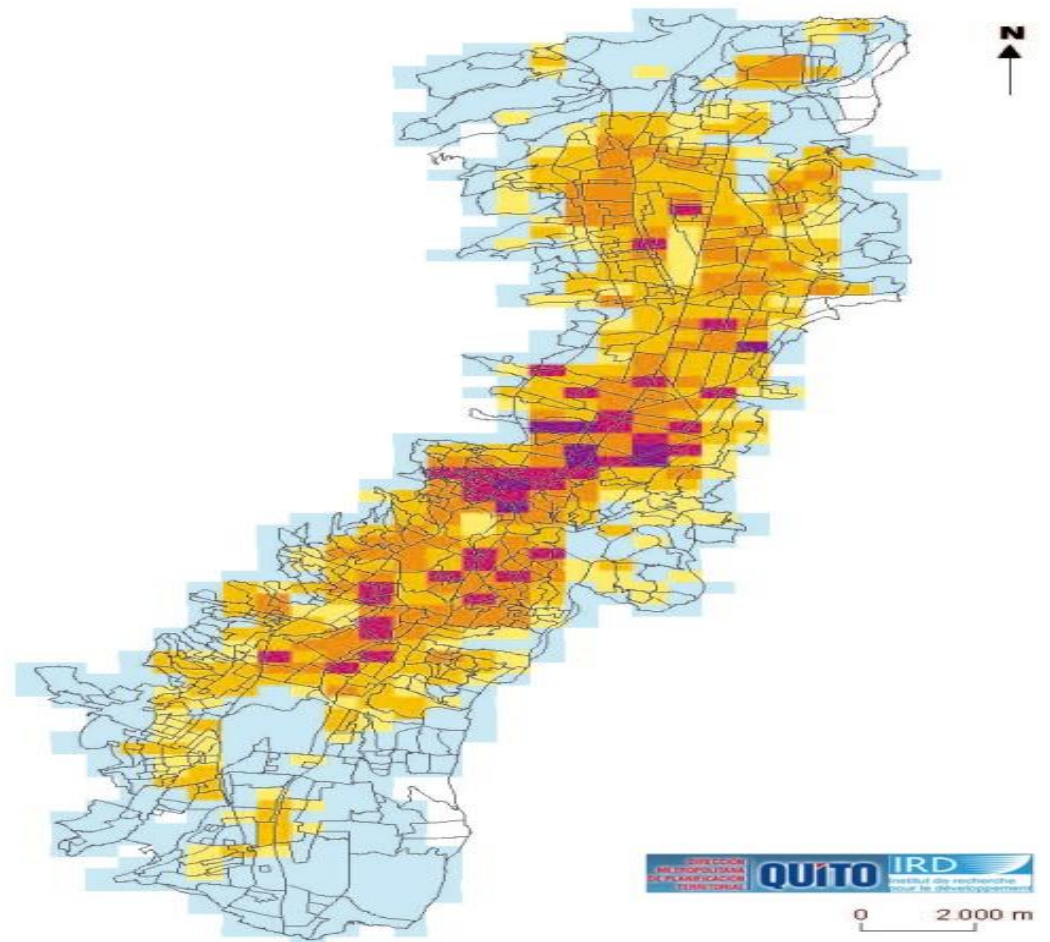 N
DIRECCIÓN
METROPOLITANA
DE PLANIFICACIÓN
TERRITORIAL
QUITO
IRD
Institut de recherche
pour le développement
0 2.000 m